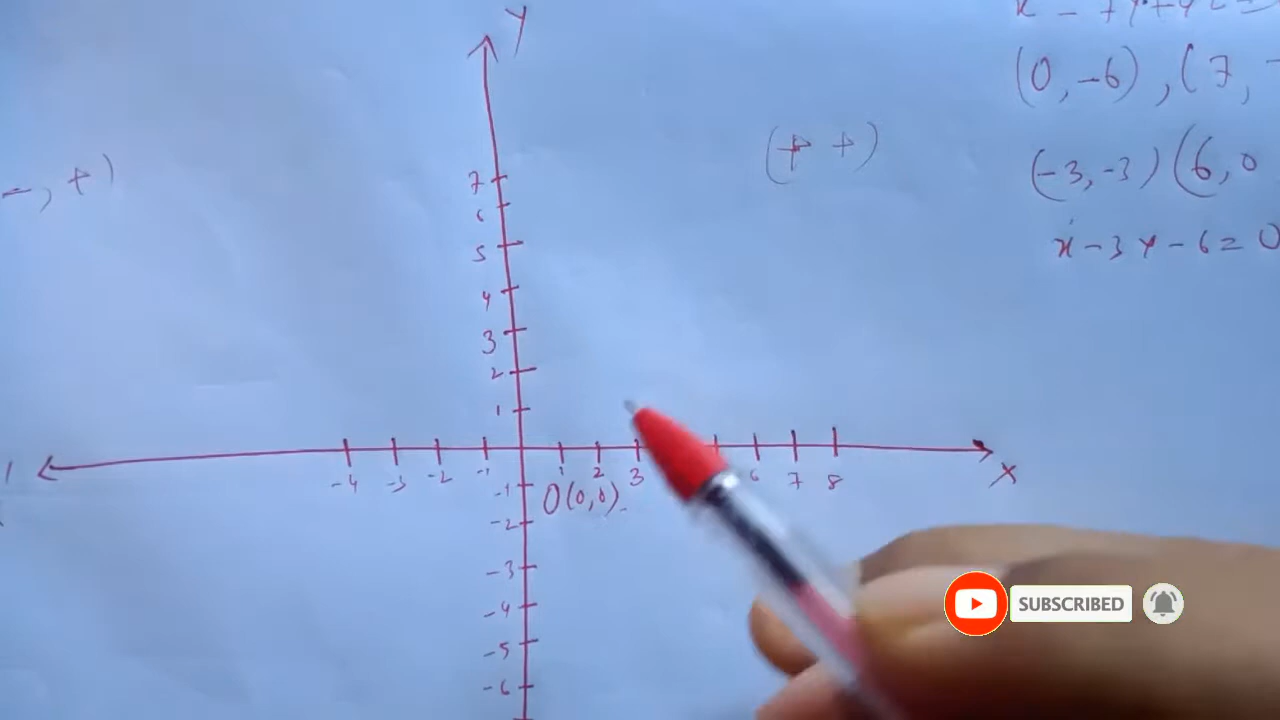 Y
(0, -6), (7, -
(+ +)
-, +)
(-3, -3) (6, 0
x - 3y - 6 = 0
7
6
5
4
3
2
1
-4 -3 -2 -1 1 2 3 6 7 8
X
-1 O(0,0)
-2
-3
-4
-5
-6
SUBSCRIBED